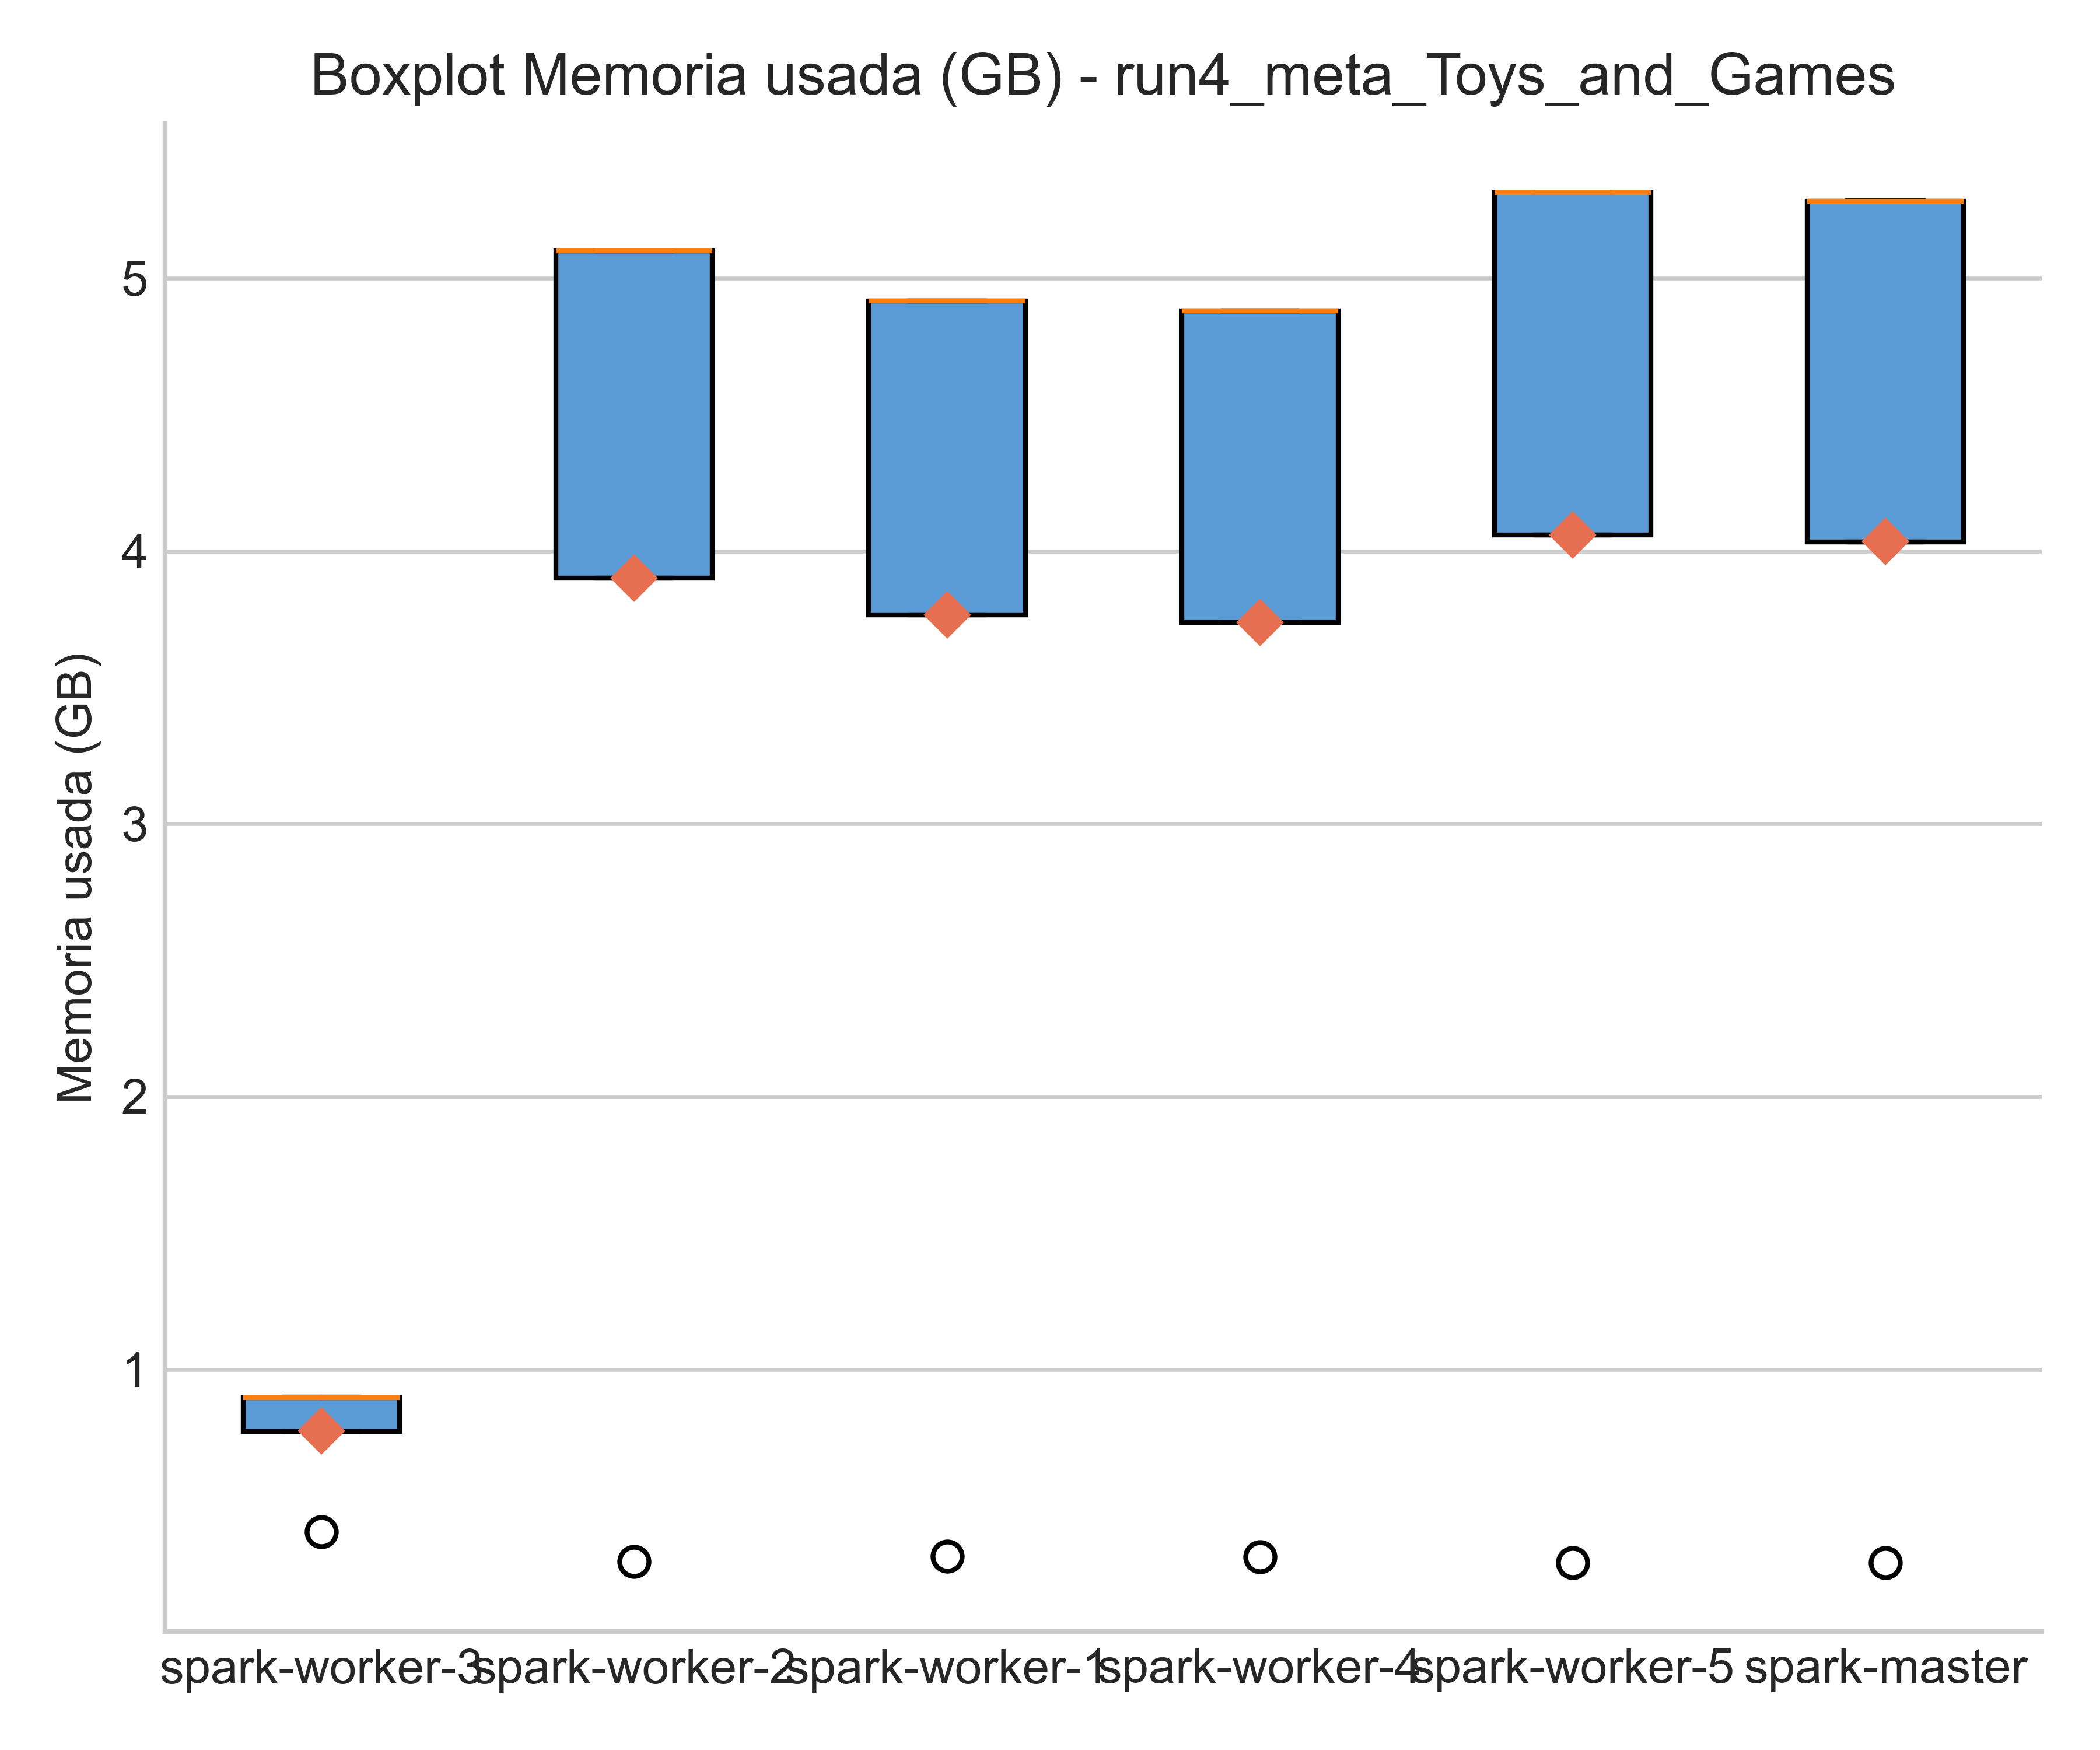 Boxplot Memoria usada (GB) - run4_meta_Toys_and_Games
Memoria usada (GB)
5
4
3
2
1
spark-worker-3
spark-worker-2
spark-worker-1
spark-worker-4
spark-worker-5
spark-master